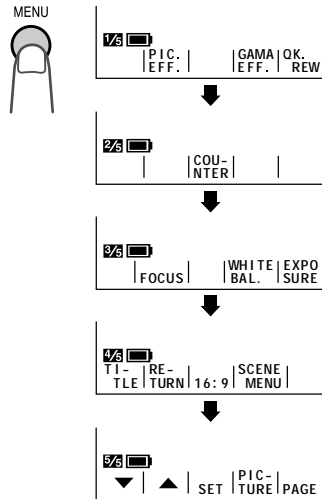 MENU
1/5
PIC. GAMA QK.
EFF. EFF. REW
2/5
COU-
NTER
3/5
WHITE EXPO
FOCUS BAL. SURE
4/5
TI- RE- SCENE
TLE TURN 16:9 MENU
5/5
PIC-
SET TURE PAGE